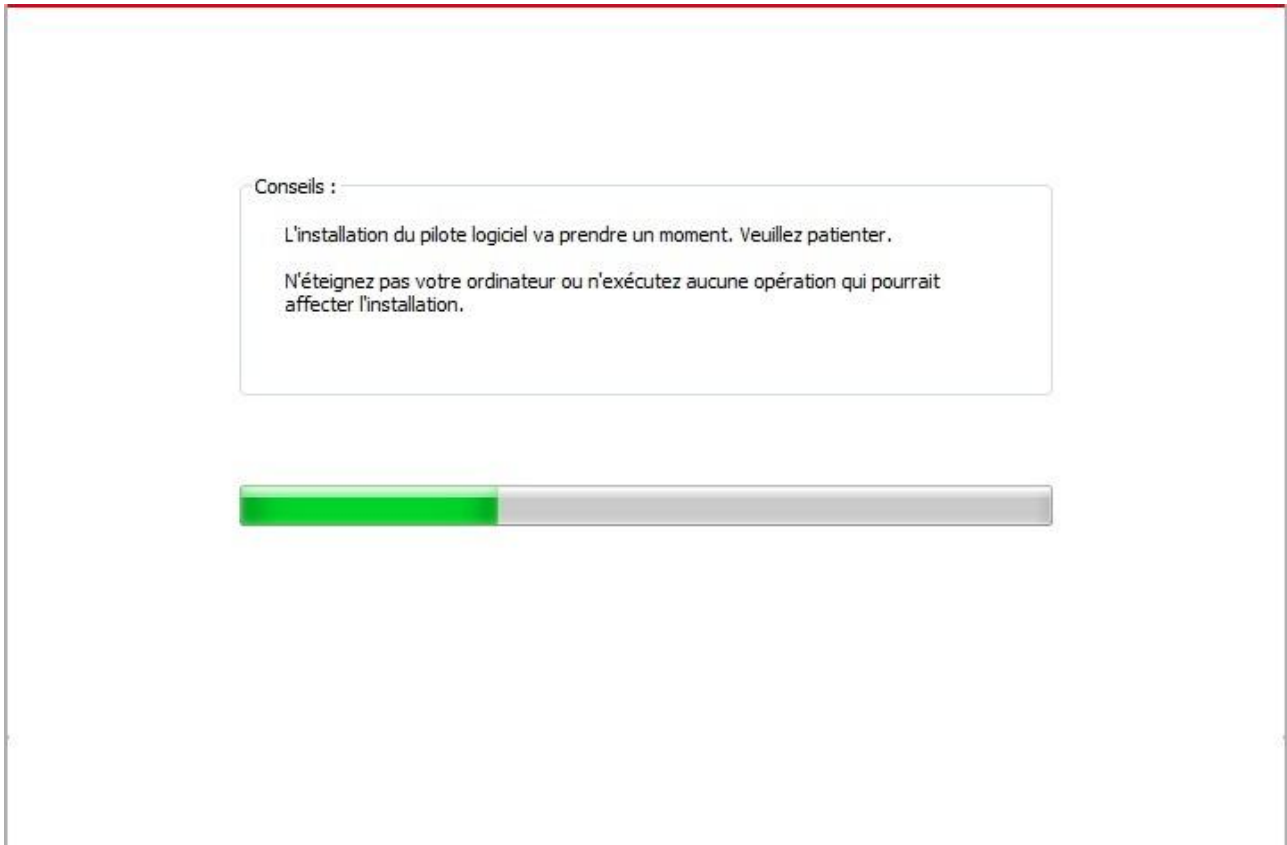 Conseils :
L'installation du pilote logiciel va prendre un moment. Veuillez patienter.
N'éteignez pas votre ordinateur ou n'exécutez aucune opération qui pourrait
affecter l'installation.